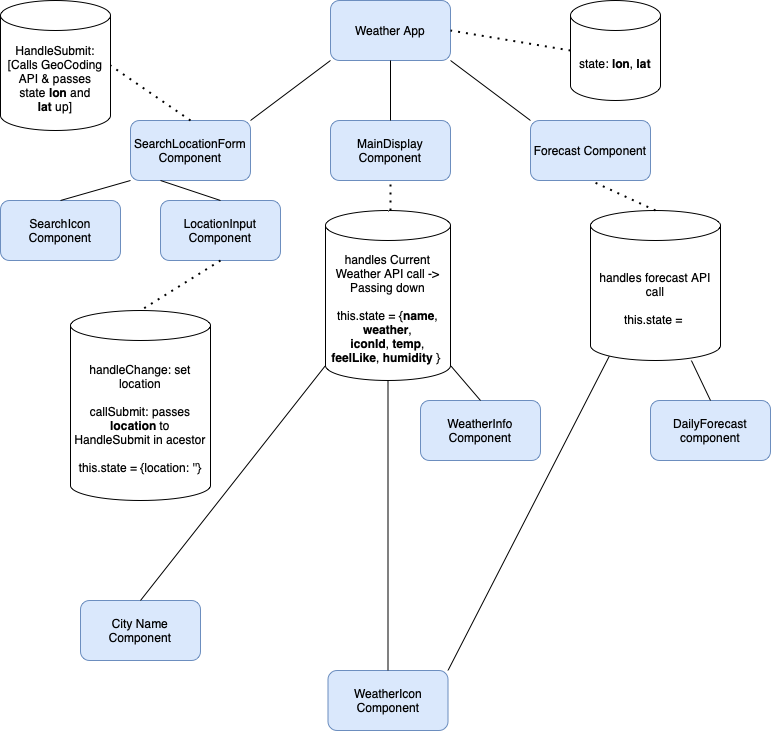 Weather App
state: lon, lat
HandleSubmit:
[Calls GeoCoding
API & passes
state lon and
lat up]
SearchLocationForm
Component
MainDisplay
Component
Forecast Component
SearchIcon
Component
LocationInput
Component
handles Current
Weather API call ->
Passing down
this.state = {name,
weather,
iconId, temp,
feelLike, humidity }
handles forecast API
call
this.state =
handleChange: set
location
callSubmit: passes
location to
HandleSubmit in acestor
this.state = {location: ''}
WeatherInfo
Component
DailyForecast
component
City Name
Component
WeatherIcon
Component